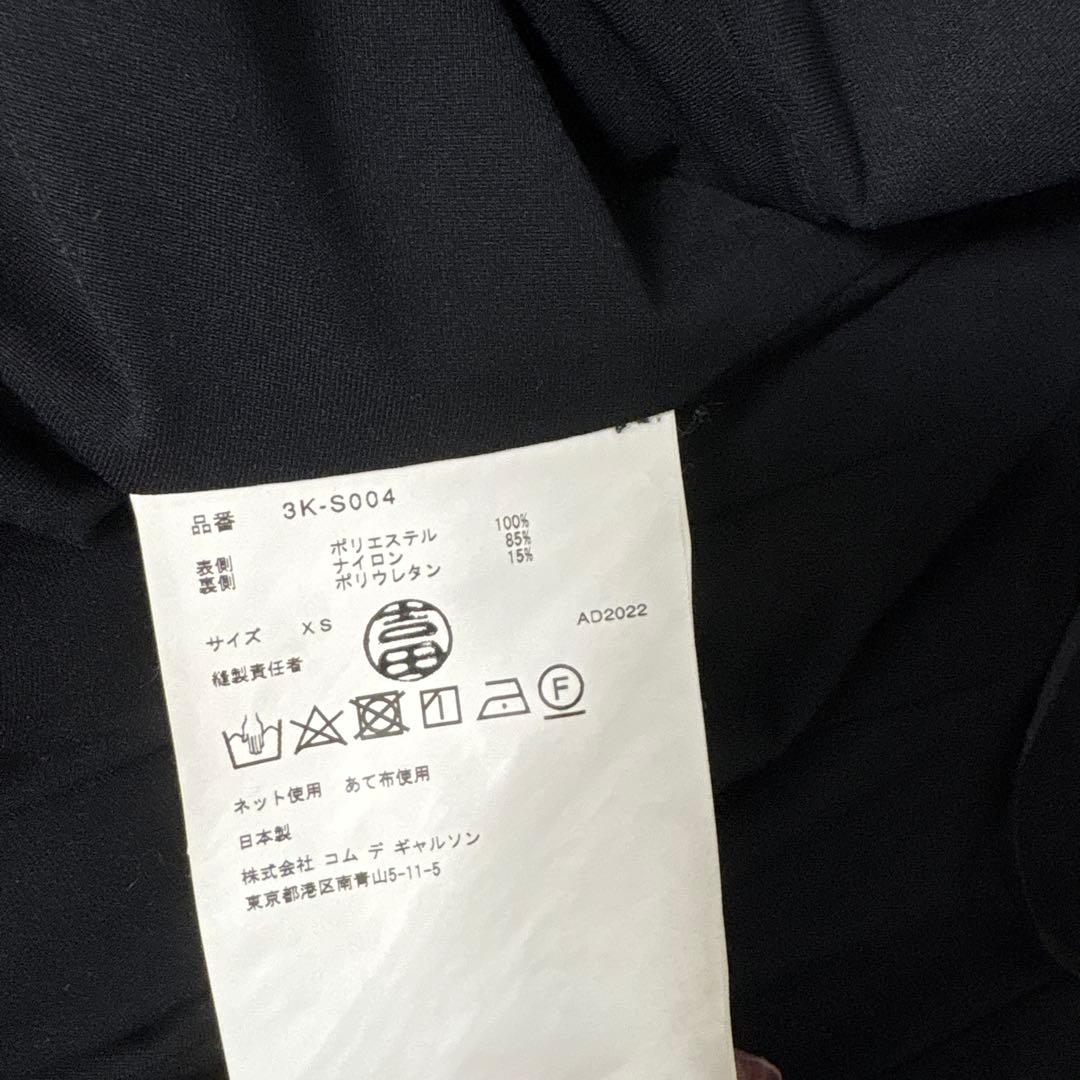 品番 3K-S004
表側 ポリエステル 100%
裏側 ナイロン 85%
ポリウレタン 15%
サイズ XS
AD2022
縫製責任者 吉田
F
ネット使用 あて布使用
日本製
株式会社 コム デ ギャルソン
東京都港区南青山5-11-5